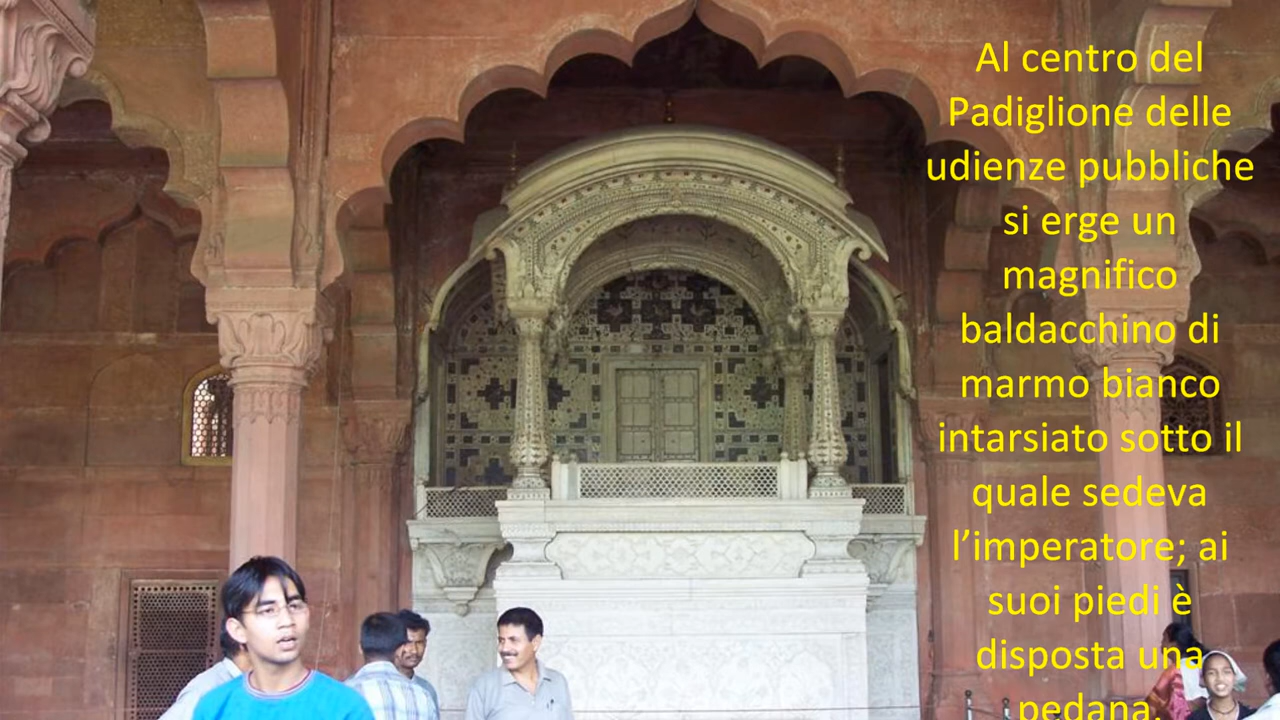 Al centro del
Padiglione delle
udienze pubbliche
si erge un
magnifico
baldacchino di
marmo bianco
intarsiato sotto il
quale sedeva
l’imperatore; ai
suoi piedi è
disposta una
pedana.